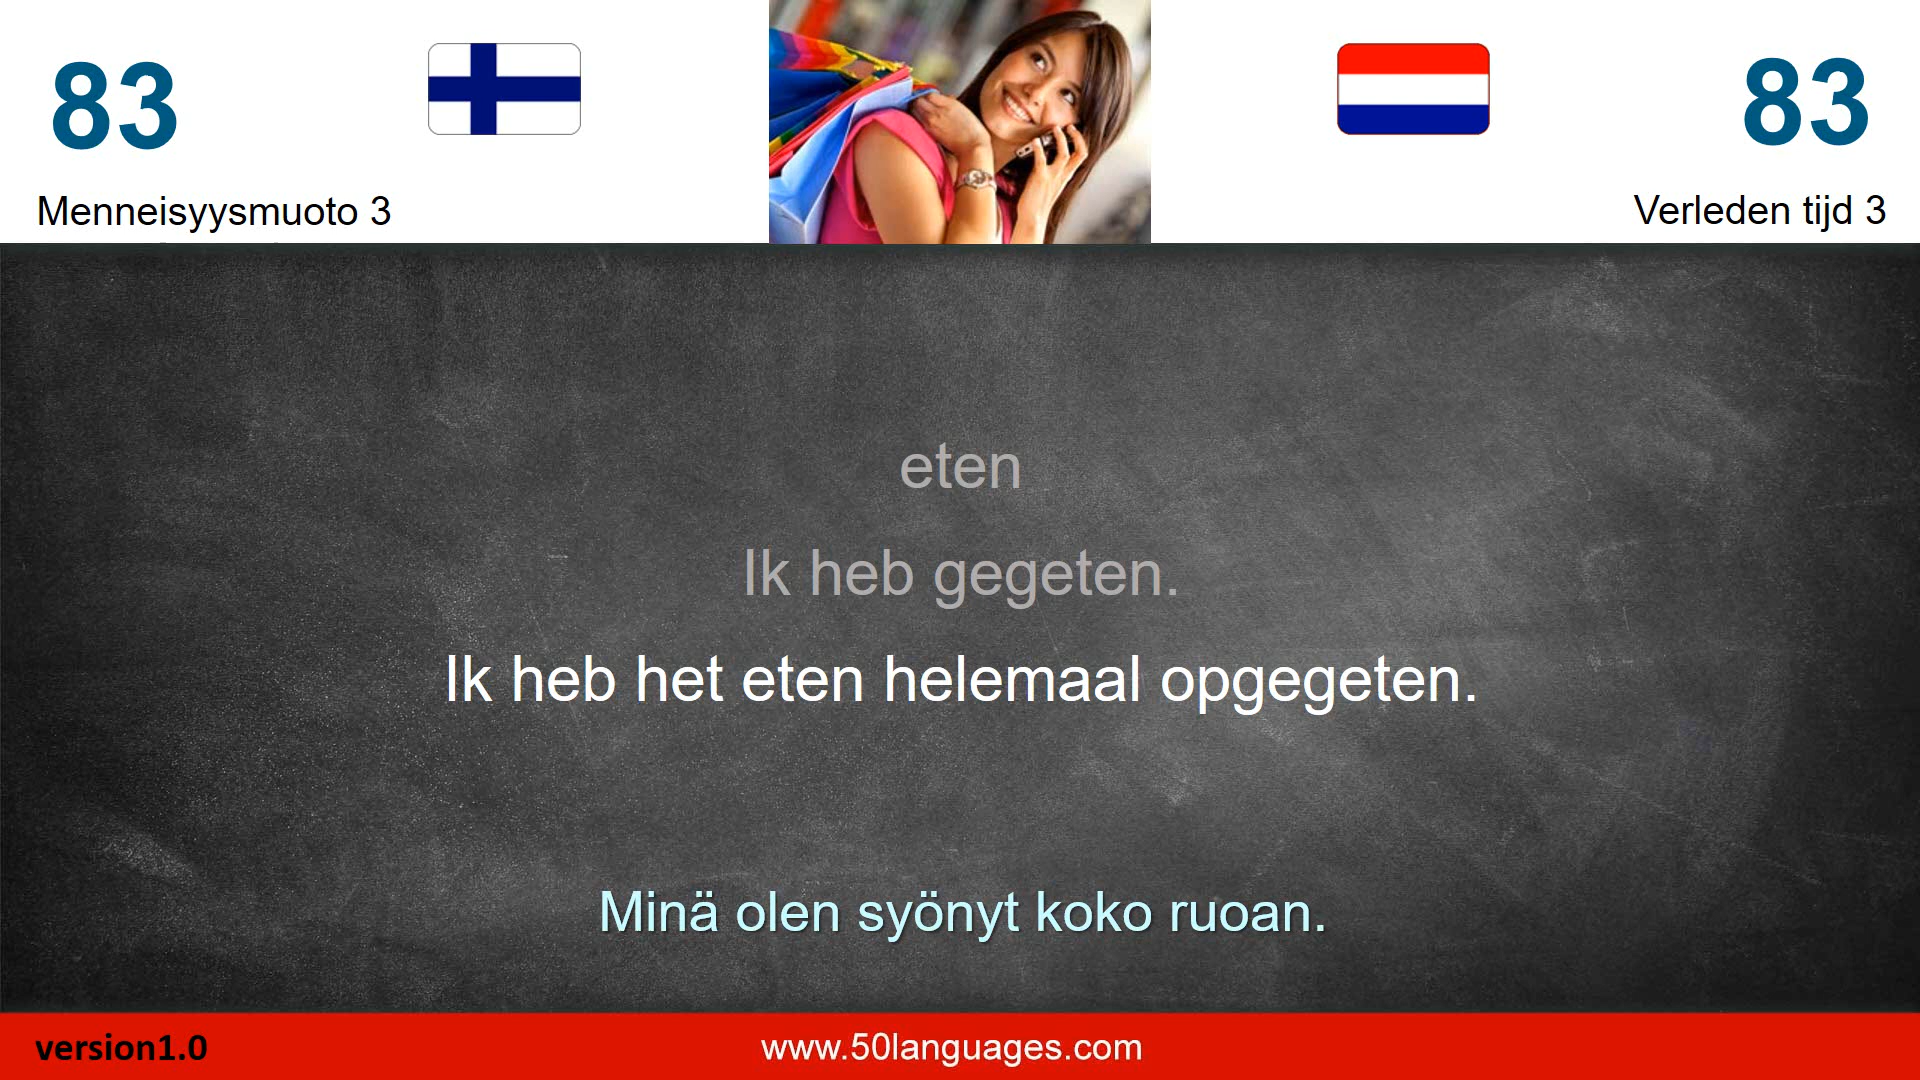 83
83
Menneisyysmuoto 3
Verleden tijd 3
eten
Ik heb gegeten.
Ik heb het eten helemaal opgegeten.
Minä olen syönyt koko ruoan.
version1.0
www.50languages.com